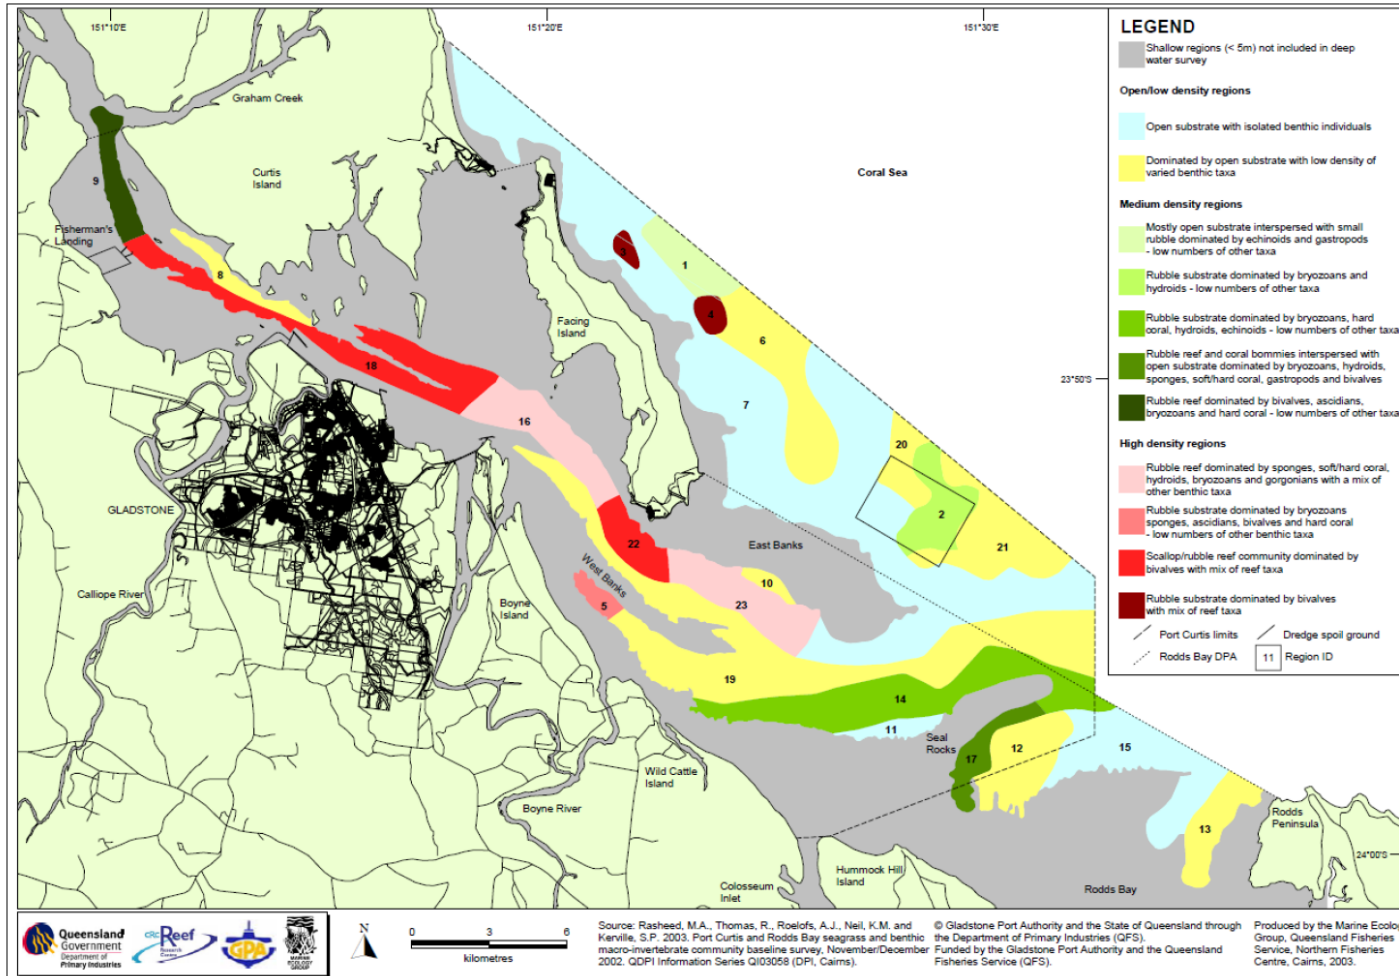 151°10'E
151°20'E
151°30'E
LEGEND
Shallow regions (< 5m) not included in deep
water survey
Open/low density regions
Open substrate with isolated benthic individuals
Dominated by open substrate with low density of
varied benthic taxa
Medium density regions
Mostly open substrate interspersed with small
rubble dominated by echinoids and gastropods
- low numbers of other taxa
Rubble substrate dominated by bryozoans and
hydroids - low numbers of other taxa
Rubble substrate dominated by bryozoans, hard
coral, hydroids, echinoids - low numbers of other taxa
Rubble reef and coral bommies interspersed with
open substrate dominated by bryozoans, hydroids,
sponges, soft/hard coral, gastropods and bivalves
Rubble reef dominated by bivalves, ascidians,
bryozoans and hard coral - low numbers of other taxa
High density regions
Rubble reef dominated by sponges, soft/hard coral,
hydroids, bryozoans and gorgonians with a mix of
other benthic taxa
Rubble substrate dominated by bryozoans
sponges, ascidians, bivalves and hard coral
- low numbers of other benthic taxa
Scallop/rubble reef community dominated by
bivalves with mix of reef taxa
Rubble substrate dominated by bivalves
with mix of reef taxa
Port Curtis limits
Dredge spoil ground
Rodds Bay DPA
11 Region ID
Graham Creek
Curtis
Island
Coral Sea
9
Fisherman's
Landing
8
3
1
4
Facing
Island
6
18
7
23°50'S
16
20
GLADSTONE
2
22
East Banks
21
West Banks
10
5
23
Calliope River
Boyne
Island
19
14
11
Seal
Rocks
12
15
17
Wild Cattle
Island
Boyne River
13
Rodds
Peninsula
24°00'S
Hummock Hill
Island
Colosseum
Inlet
Rodds Bay
Queensland
Government
Department of
Primary Industries
CRC Reef
Research
Centre
GPA
MARINE
ECOLOGY
GROUP
N
0 3 6
kilometres
Source: Rasheed, M.A., Thomas, R., Roelofs, A.J., Neil, K.M. and
Kerville, S.P. 2003. Port Curtis and Rodds Bay seagrass and benthic
macro-invertebrate community baseline survey, November/December
2002. QDPI Information Series QI03058 (DPI, Cairns).
© Gladstone Port Authority and the State of Queensland through
the Department of Primary Industries (QFS).
Funded by the Gladstone Port Authority and the Queensland
Fisheries Service (QFS).
Produced by the Marine Ecolo
Group, Queensland Fisheries
Service, Northern Fisheries
Centre, Cairns, 2003.